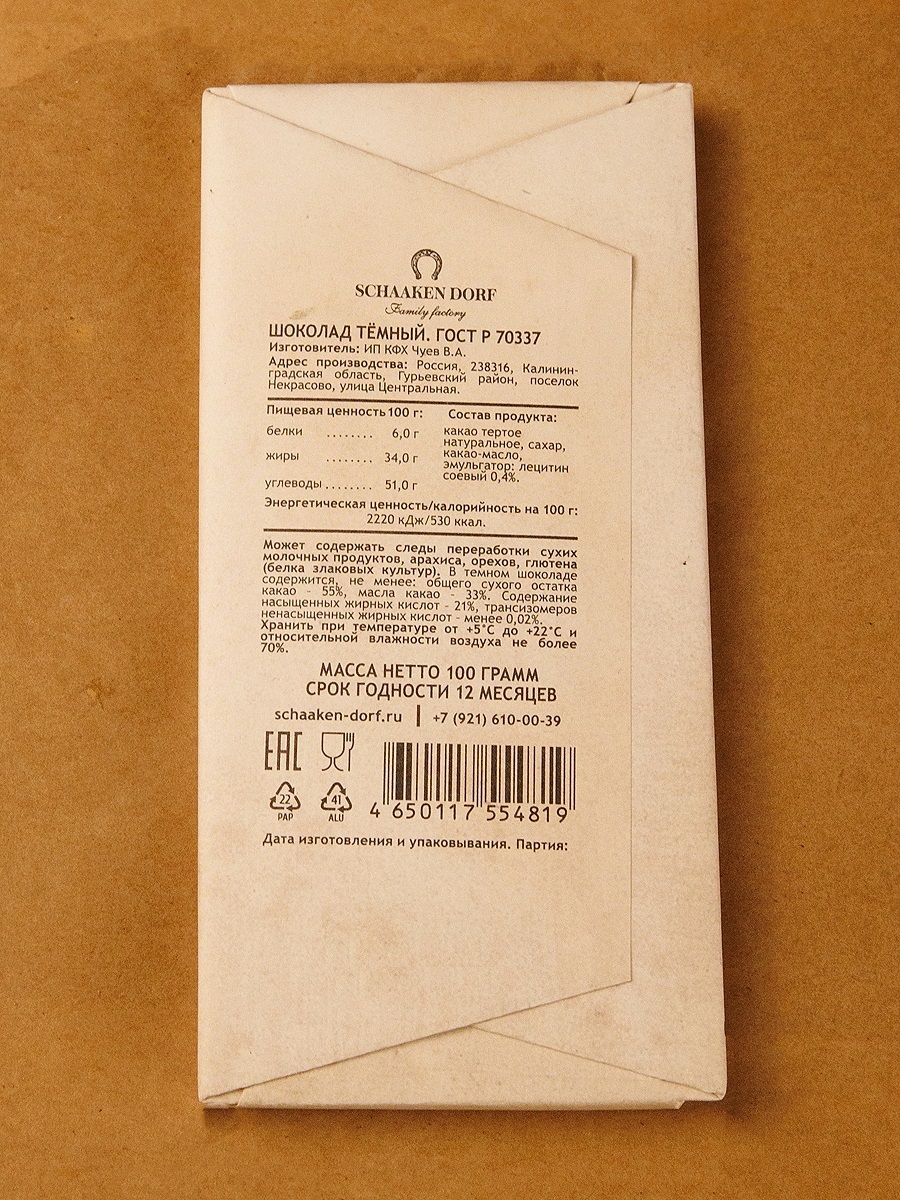 SCHAAKEN DORF
Family factory
ШОКОЛАД ТЁМНЫЙ. ГОСТ Р 70337
Изготовитель: ИП КФХ Чуев В.А.
Адрес производства: Россия, 238316, Калинин-
градская область, Гурьевский район, поселок
Некрасово, улица Центральная.
Пищевая ценность 100 г:
белки ........ 6,0 г
жиры ........ 34,0 г
углеводы ....... 51,0 г
Состав продукта:
какао тертое
натуральное, сахар,
какао-масло,
эмульгатор: лецитин
соевый 0,4%.
Энергетическая ценность/калорийность на 100 г:
2220 кДж/530 ккал.
Может содержать следы переработки сухих
молочных продуктов, арахиса, орехов, глютена
(белка злаковых культур). В темном шоколаде
содержится, не менее: общего сухого остатка
какао - 55%, масла какао - 33%. Содержание
насыщенных жирных кислот - 21%, трансизомеров
ненасыщенных жирных кислот - менее 0,02%.
Хранить при температуре от +5°С до +22°С и
относительной влажности воздуха не более
70%.
МАССА НЕТТО 100 ГРАММ
СРОК ГОДНОСТИ 12 МЕСЯЦЕВ
schaaken-dorf.ru | +7 (921) 610-00-39
EAC
22
PAP
41
ALU
4 650117 554819
Дата изготовления и упаковывания. Партия: